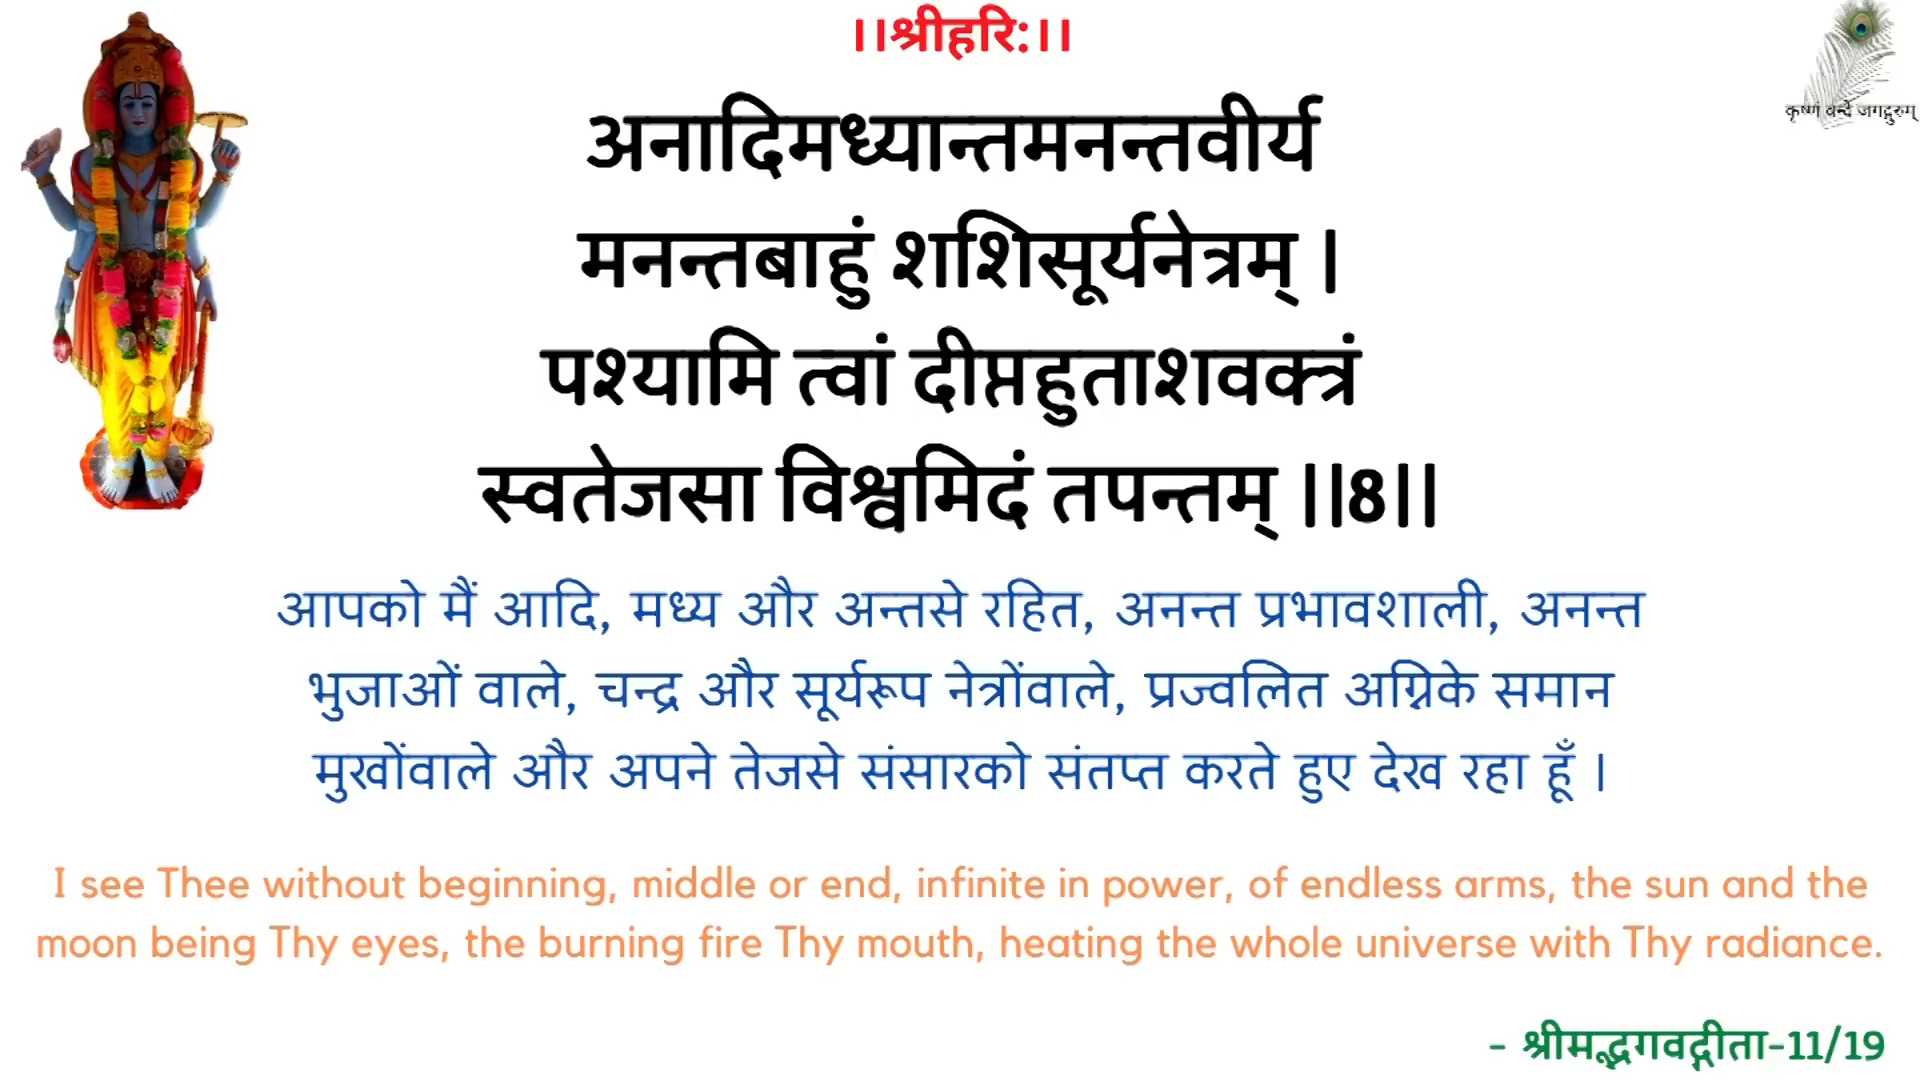 ।।श्रीहरि:।।
कृष्णं वन्दे जगद्गुरुम्
अनादिमध्यान्तमनन्तवीर्य
मनन्तबाहुं शशिसूर्यनेत्रम् |
पश्यामि त्वां दीप्तहुताशवक्त्रं
स्वतेजसा विश्वमिदं तपन्तम् ||8||
आपको मैं आदि, मध्य और अन्तसे रहित, अनन्त प्रभावशाली, अनन्त
भुजाओं वाले, चन्द्र और सूर्यरूप नेत्रोंवाले, प्रज्वलित अग्निके समान
मुखोंवाले और अपने तेजसे संसारको संतप्त करते हुए देख रहा हूँ |
I see Thee without beginning, middle or end, infinite in power, of endless arms, the sun and the
moon being Thy eyes, the burning fire Thy mouth, heating the whole universe with Thy radiance.
- श्रीमद्भगवद्गीता-11/19